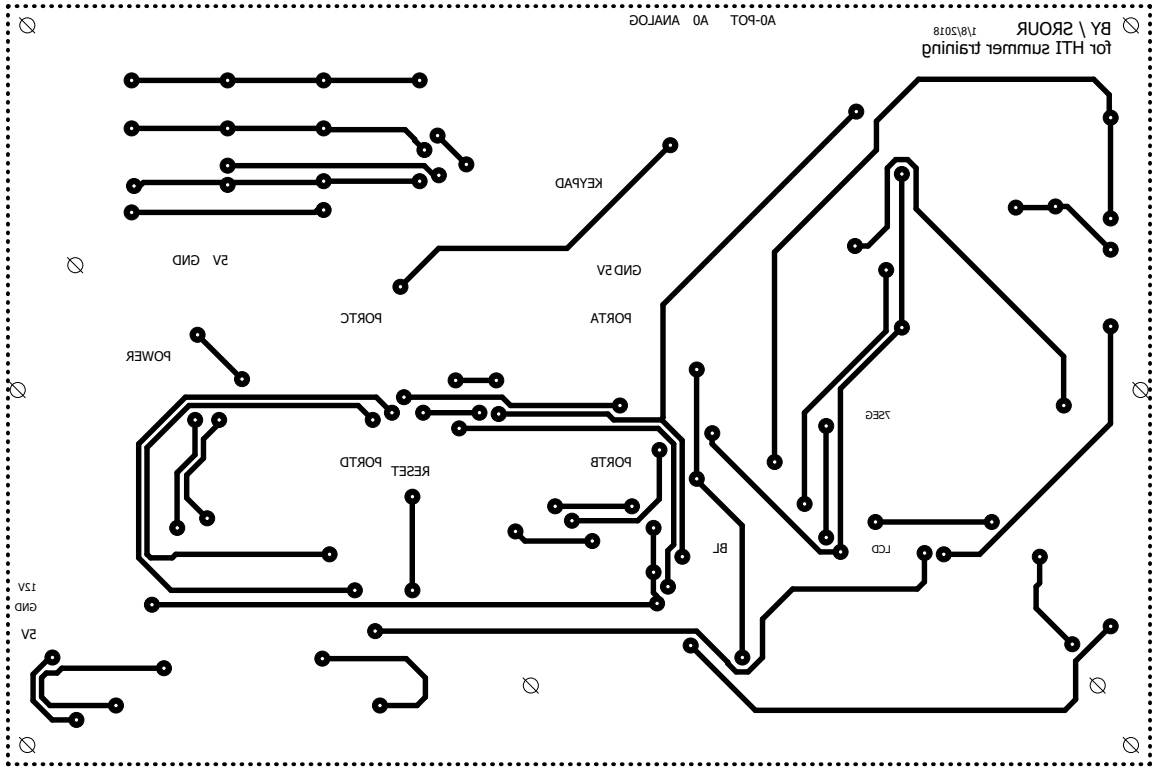 A0-POT A0 ANALOG
BY / SROUR 1/8/2018
for HTI summer training
KEYPAD
5V GND
GND 5V
PORTC
PORTA
POWER
7SEG
PORTD
RESET
PORTB
BL
LCD
12V
GND
5V